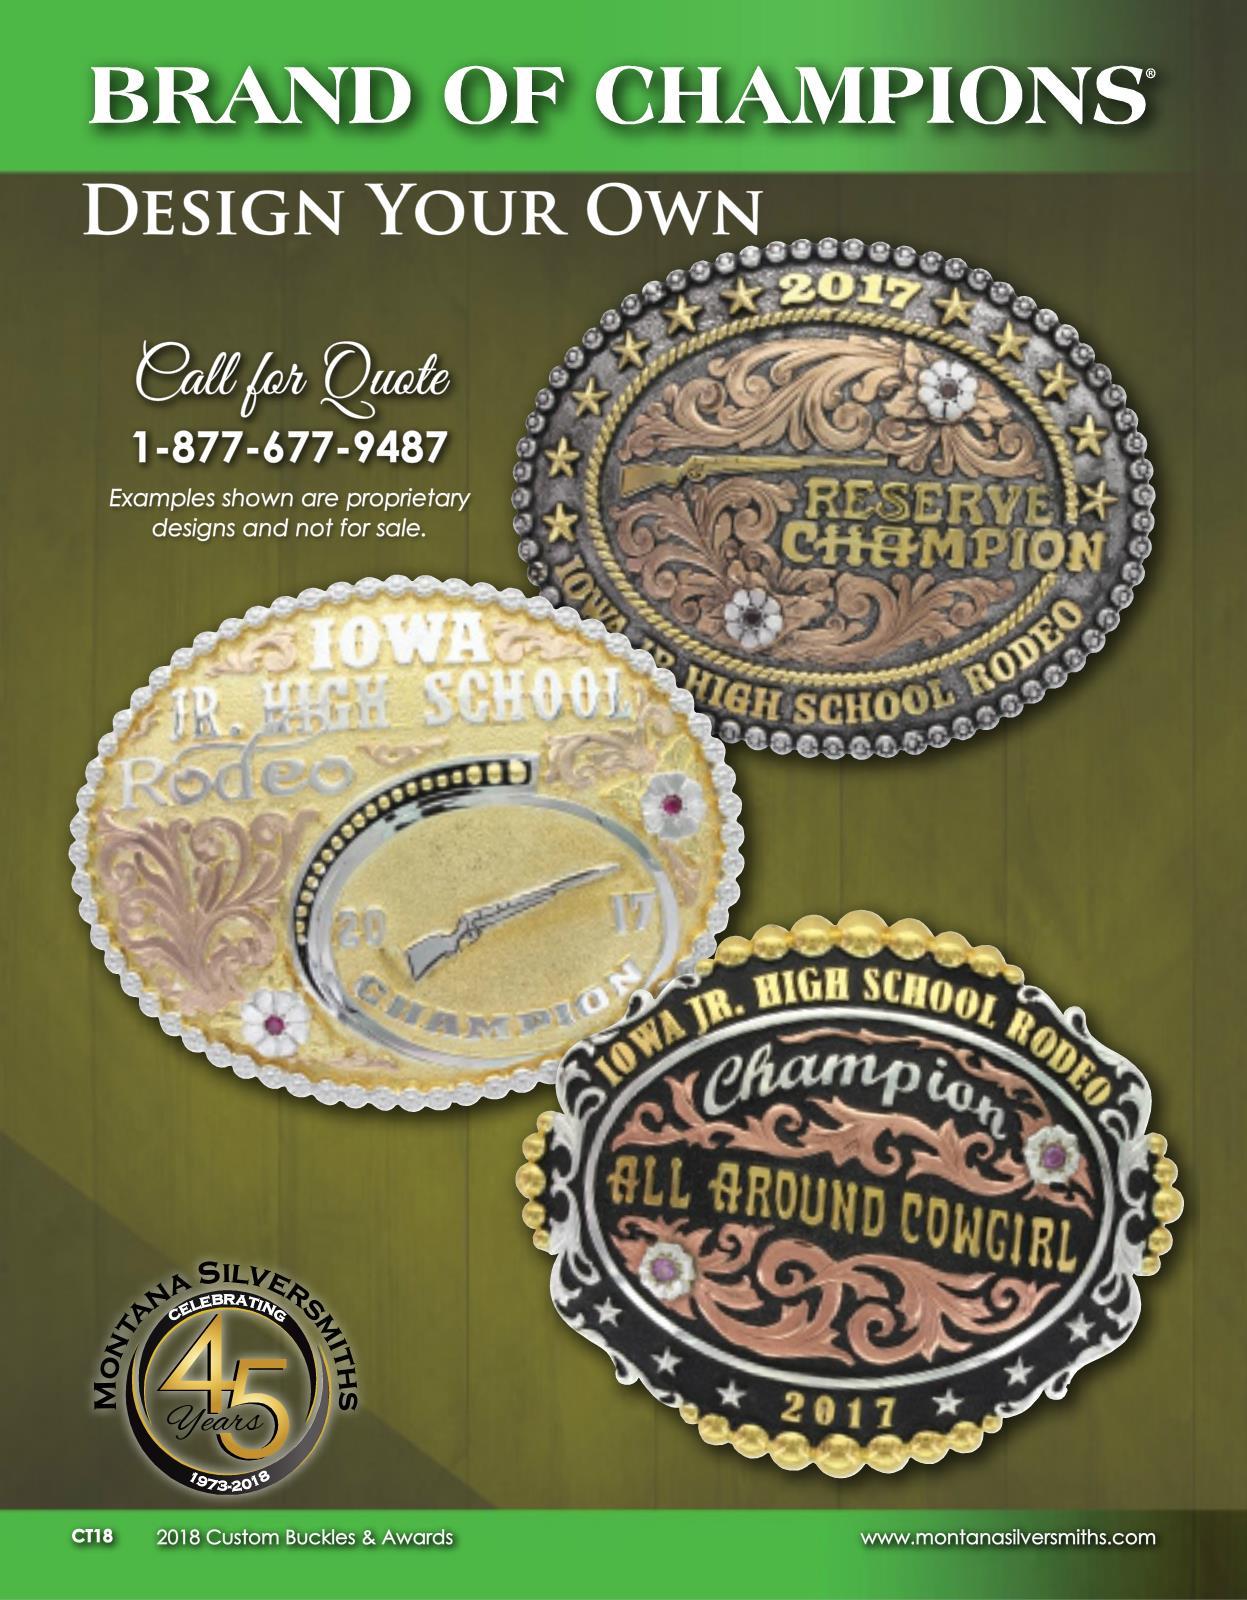 BRAND OF CHAMPIONS®
DESIGN YOUR OWN
Call for Quote
1-877-677-9487
Examples shown are proprietary
designs and not for sale.
2017
RESERVE
CHAMPION
IOWA JR HIGH SCHOOL RODEO
IOWA
JR. HIGH SCHOOL
Rodeo
20 17
CHAMPION
IOWA JR. HIGH SCHOOL RODEO
Champion
ALL AROUND COWGIRL
2017
MONTANA SILVERSMITHS
CELEBRATING
45
Years
1973-2018
CT18 2018 Custom Buckles & Awards www.montanasilversmiths.com